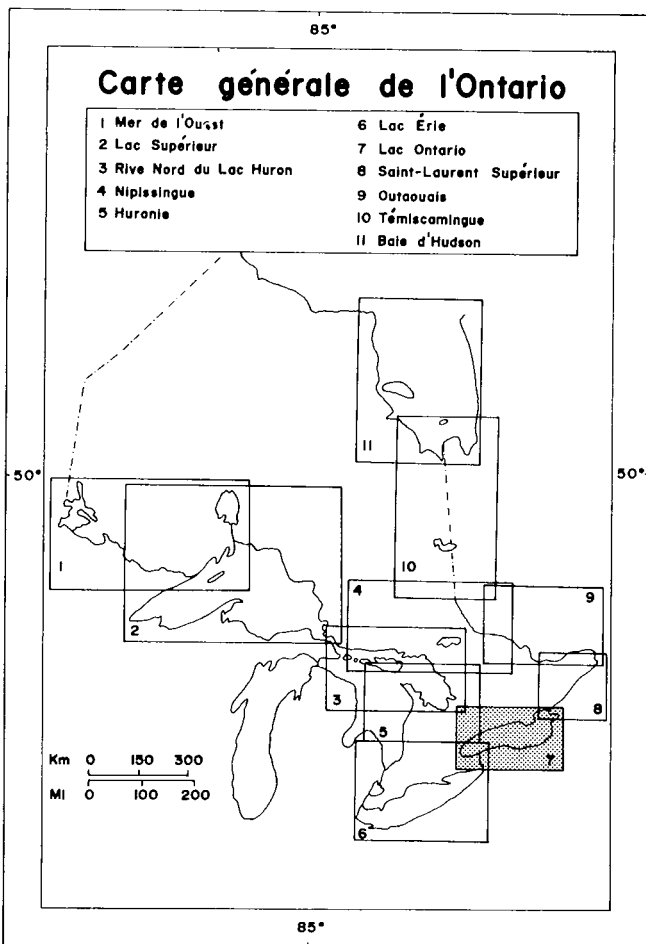 85°
Carte générale de l'Ontario
1 Mer de l'Ouest
2 Lac Supérieur
3 Rive Nord du Lac Huron
4 Nipissingue
5 Huronie
6 Lac Érie
7 Lac Ontario
8 Saint-Laurent Supérieur
9 Outaouais
10 Témiscamingue
11 Baie d'Hudson
11
50°
50°
1
2
10
4
9
3
8
5
7
Km 0 150 300
MI 0 100 200
6
85°